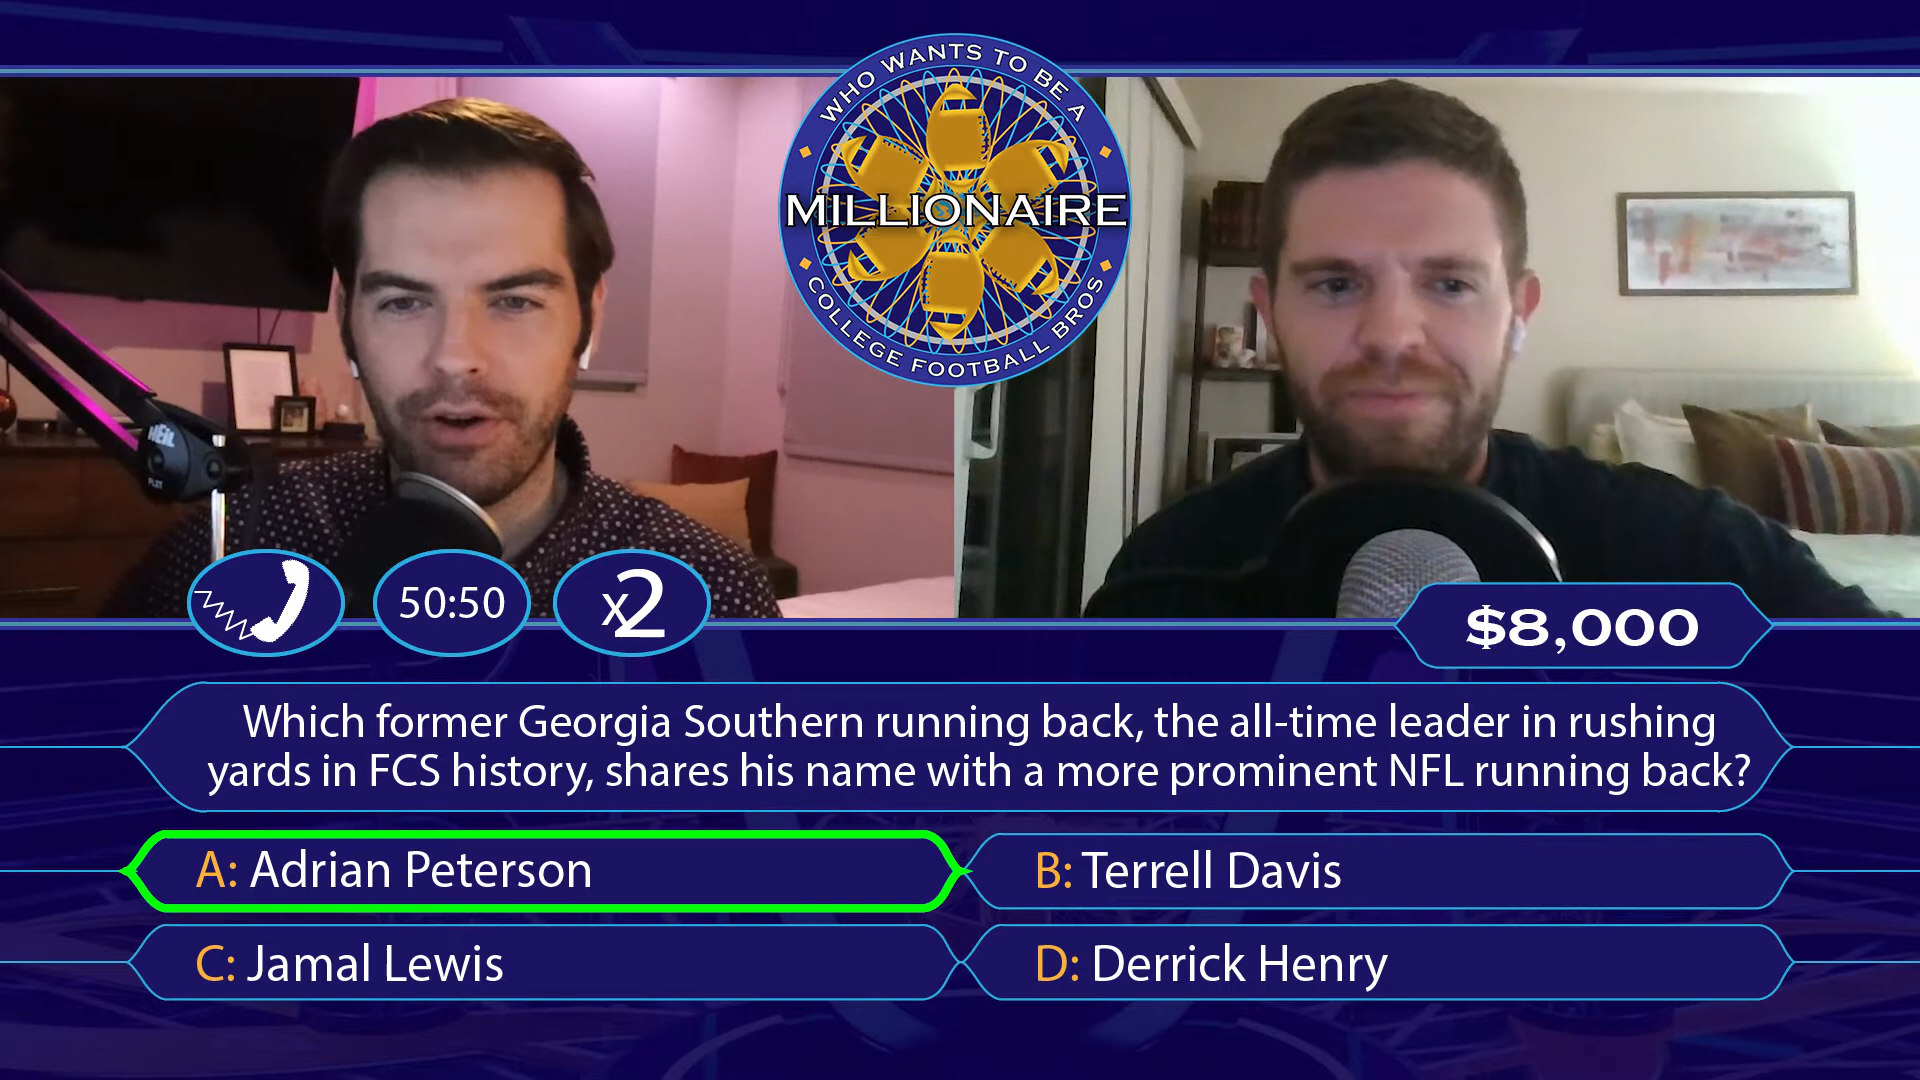 WHO WANTS TO BE A
MILLIONAIRE
COLLEGE FOOTBALL BROS
HEiL
PL2T
50:50
x2
$8,000
Which former Georgia Southern running back, the all-time leader in rushing
yards in FCS history, shares his name with a more prominent NFL running back?
A: Adrian Peterson
B: Terrell Davis
C: Jamal Lewis
D: Derrick Henry